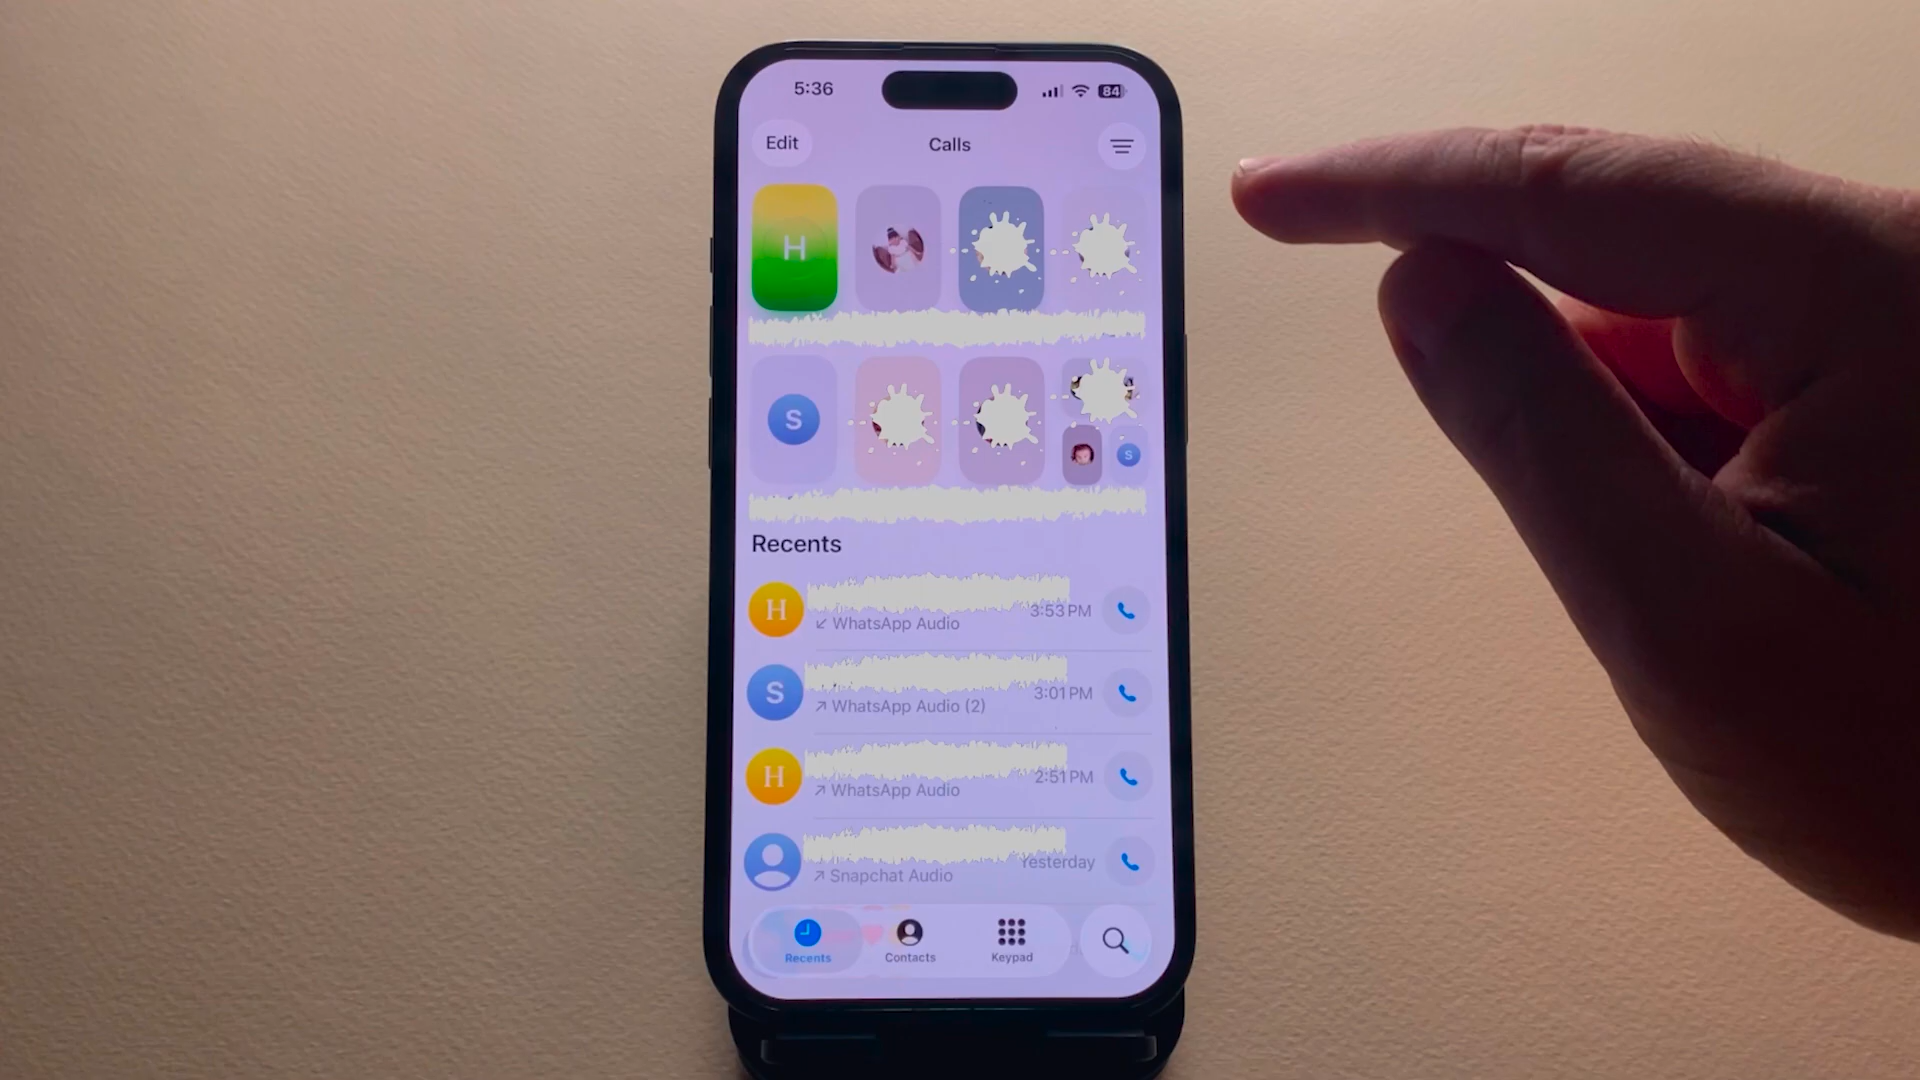 5:36 84
Edit Calls
H
S
S
Recents
H 3:53 PM
WhatsApp Audio
S 3:01 PM
WhatsApp Audio (2)
H 2:51 PM
WhatsApp Audio
Yesterday
Snapchat Audio
Recents Contacts Keypad